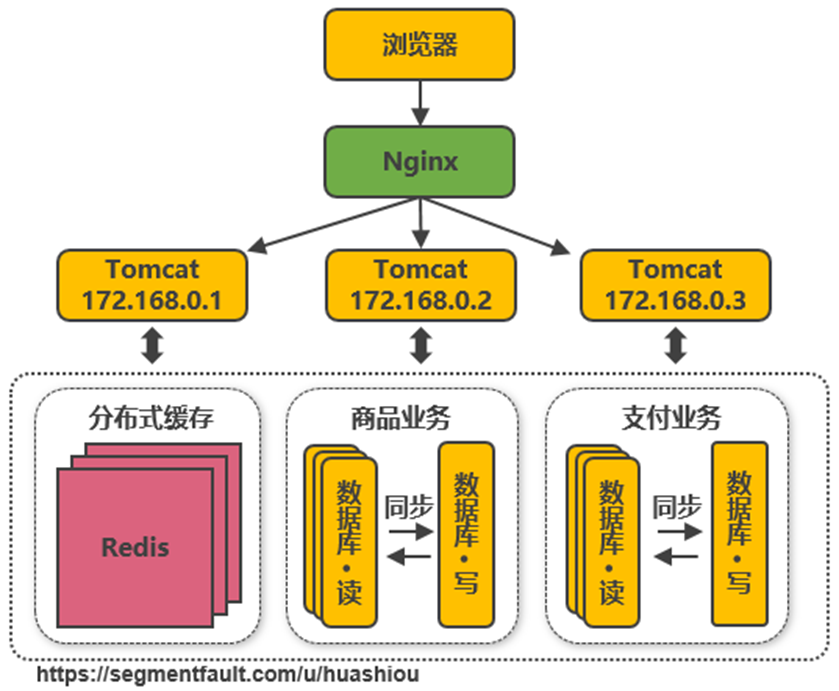 浏览器
Nginx
Tomcat
172.168.0.1
Tomcat
172.168.0.2
Tomcat
172.168.0.3
分布式缓存
商品业务
支付业务
Redis
数据库·读
同步
数据库·写
数据库·读
同步
数据库·写
https://segmentfault.com/u/huashiou